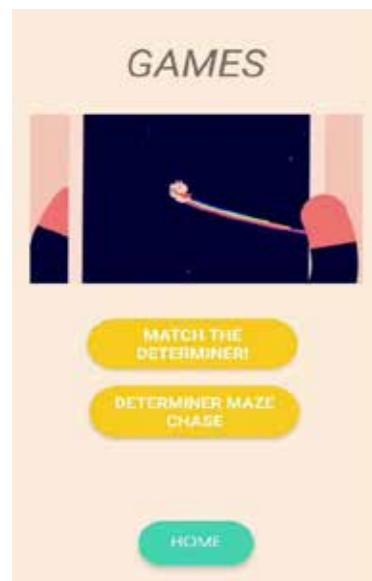 GAMES
MATCH THE
DETERMINER!
DETERMINER MAZE
CHASE
HOME